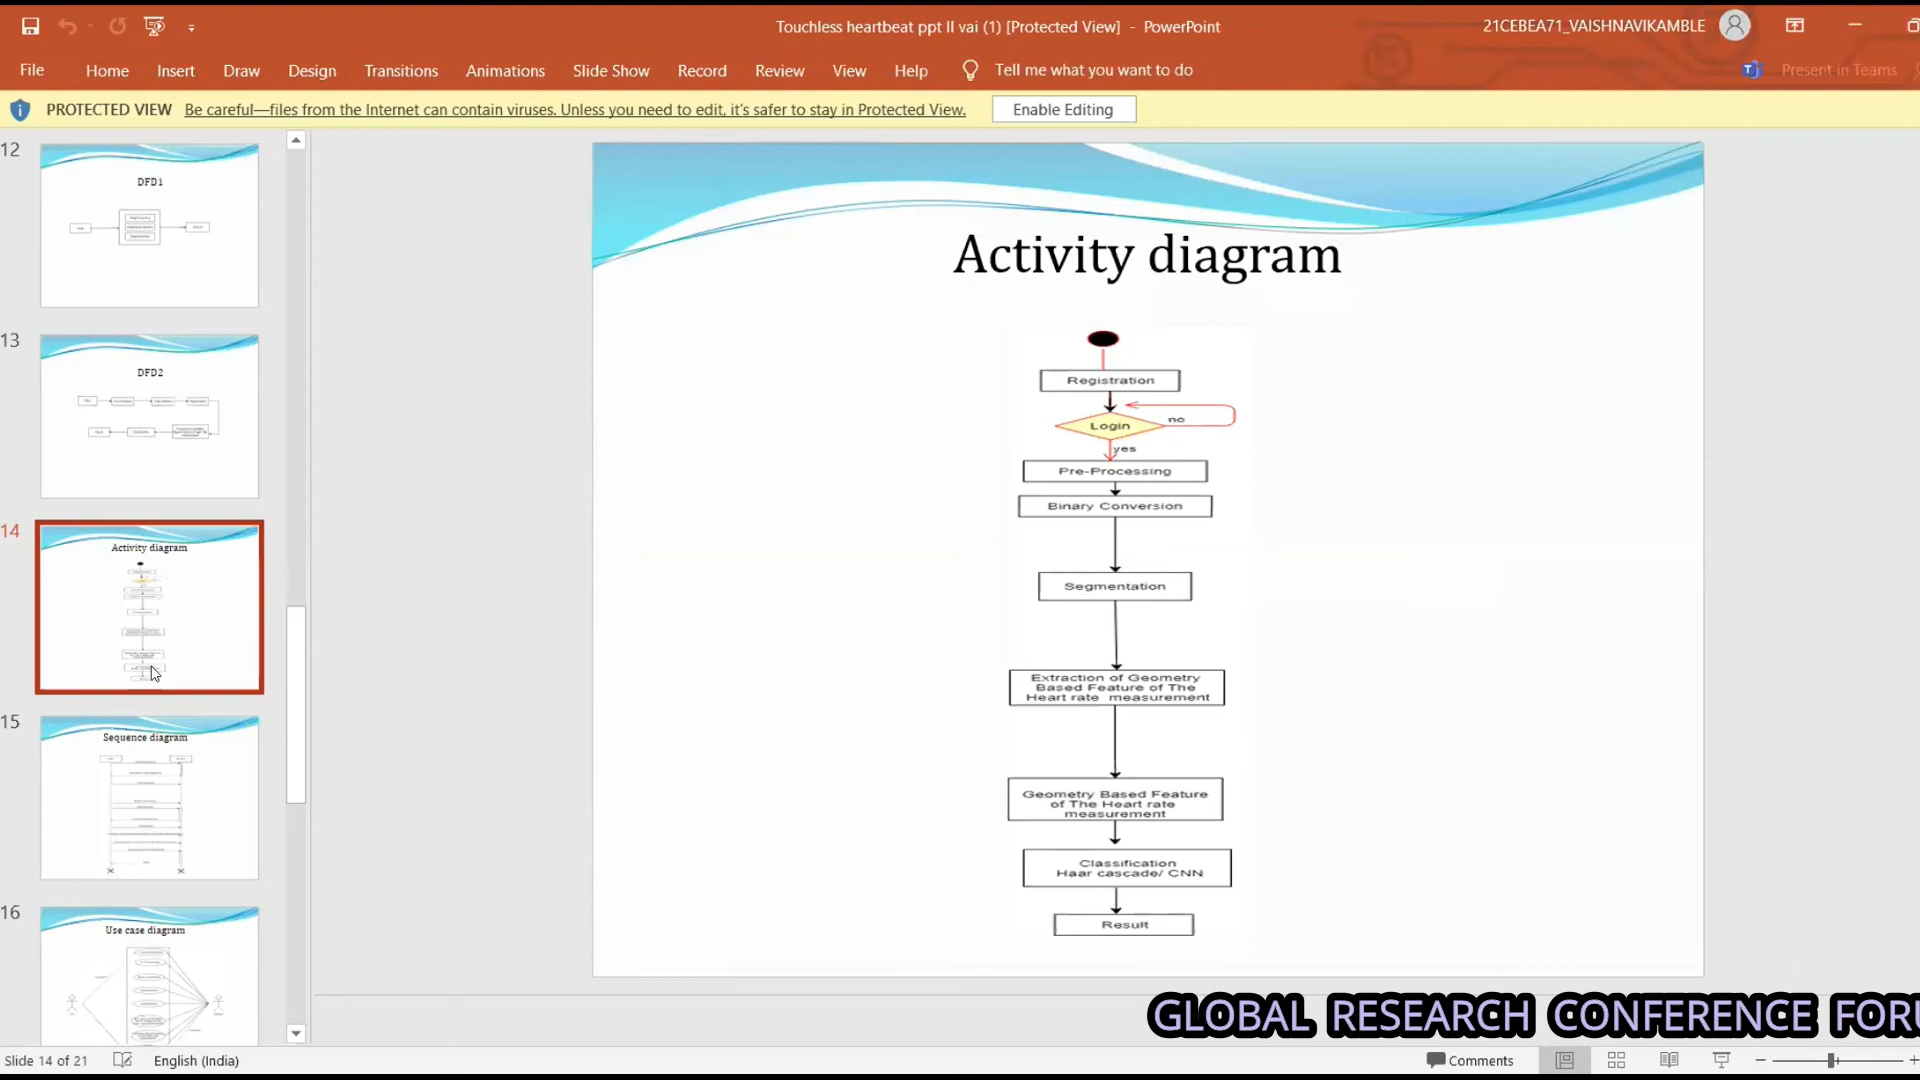 Touchless heartbeat ppt II vai (1) [Protected View] - PowerPoint
21CEBEA71_VAISHNAVIKAMBLE
File Home Insert Draw Design Transitions Animations Slide Show Record Review View Help Tell me what you want to do Present in Teams
PROTECTED VIEW Be careful—files from the Internet can contain viruses. Unless you need to edit, it's safer to stay in Protected View. Enable Editing
12
DFD1
13
DFD2
14
Activity diagram
15
Sequence diagram
16
Use case diagram
Activity diagram
Registration
no
Login
yes
Pre-Processing
Binary Conversion
Segmentation
Extraction of Geometry
Based Feature of The
Heart rate measurement
Geometry Based Feature
of The Heart rate
measurement
Classification
Haar cascade/ CNN
Result
GLOBAL RESEARCH CONFERENCE FORU
Slide 14 of 21 English (India) Comments